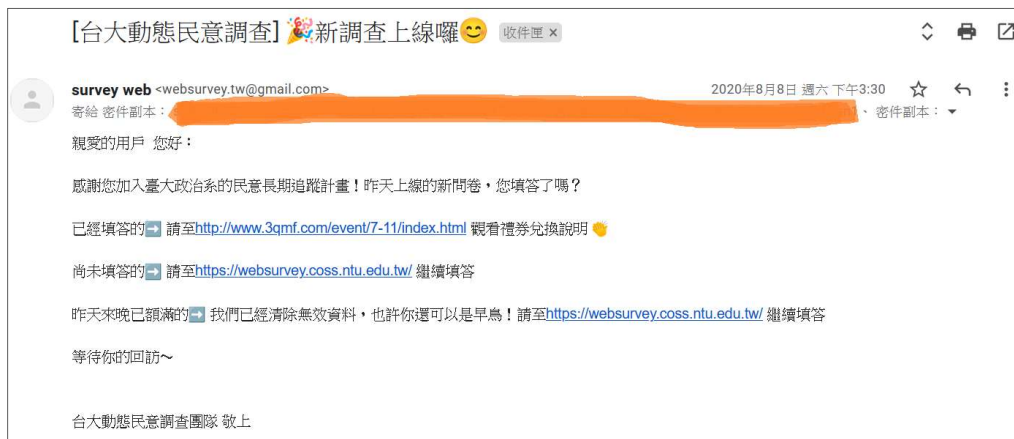 [台大動態民意調查] 🎉新調查上線囉😊 收件匣 ×
survey web <websurvey.tw@gmail.com> 2020年8月8日 週六 下午3:30
寄給 密件副本： 、 密件副本：
親愛的用戶 您好：
感謝您加入臺大政治系的民意長期追蹤計畫！昨天上線的新問卷，您填答了嗎？
已經填答的➡️ 請至http://www.3qmf.com/event/7-11/index.html 觀看禮券兌換說明 👏
尚未填答的➡️ 請至https://websurvey.coss.ntu.edu.tw/ 繼續填答
昨天來晚已額滿的➡️ 我們已經清除無效資料，也許你還可以是早鳥！請至https://websurvey.coss.ntu.edu.tw/ 繼續填答
等待你的回訪～
台大動態民意調查團隊 敬上